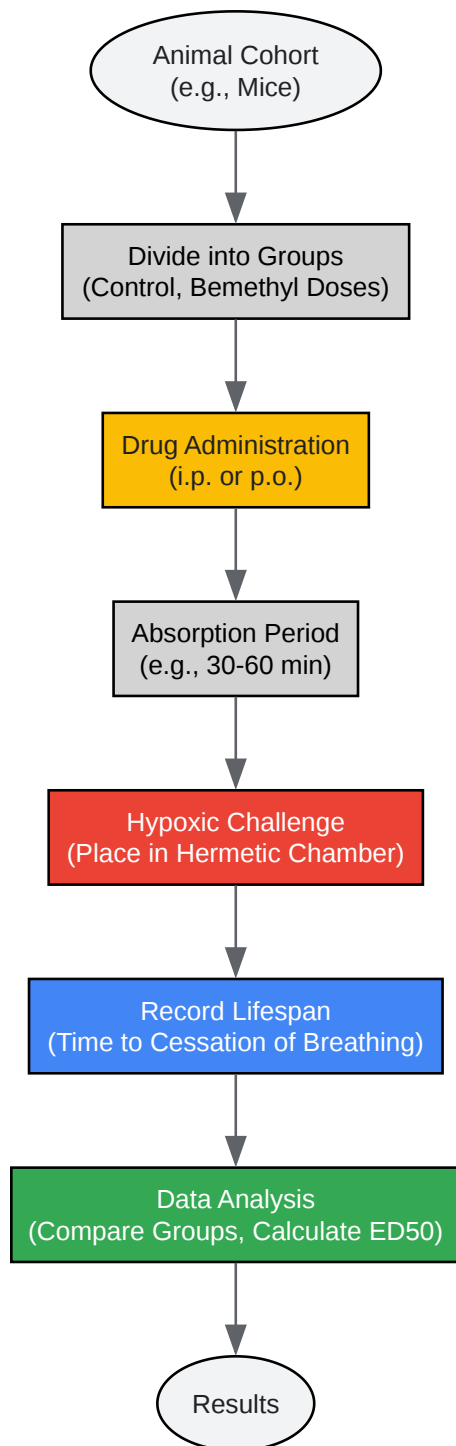 Animal Cohort
(e.g., Mice)
Divide into Groups
(Control, Bemethyl Doses)
Drug Administration
(i.p. or p.o.)
Absorption Period
(e.g., 30-60 min)
Hypoxic Challenge
(Place in Hermetic Chamber)
Record Lifespan
(Time to Cessation of Breathing)
Data Analysis
(Compare Groups, Calculate ED50)
Results